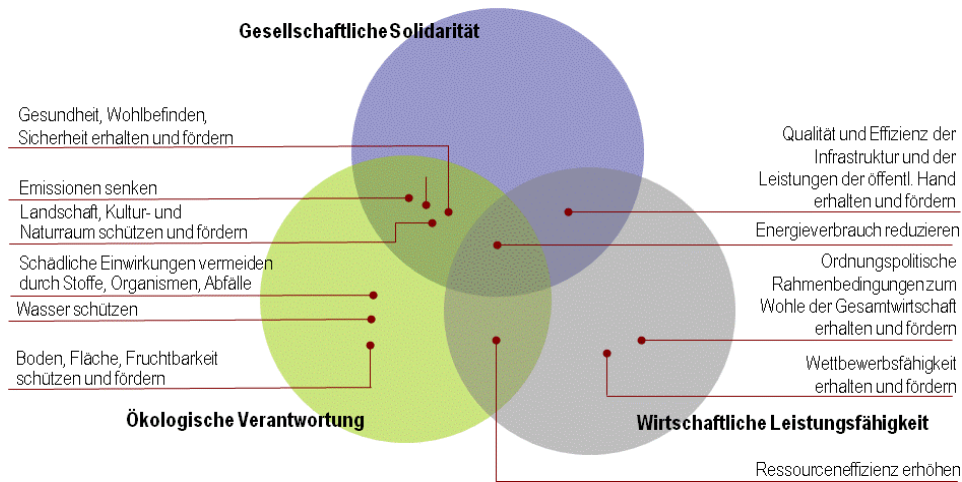 Gesellschaftliche Solidarität
Gesundheit, Wohlbefinden,
Sicherheit erhalten und fördern
Emissionen senken
Landschaft, Kultur- und
Naturraum schützen und fördern
Schädliche Einwirkungen vermeiden
durch Stoffe, Organismen, Abfälle
Wasser schützen
Boden, Fläche, Fruchtbarkeit
schützen und fördern
Ökologische Verantwortung
Qualität und Effizienz der
Infrastruktur und der
Leistungen der öffentl. Hand
erhalten und fördern
Energieverbrauch reduzieren
Ordnungspolitische
Rahmenbedingungen zum
Wohle der Gesamtwirtschaft
erhalten und fördern
Wettbewerbsfähigkeit
erhalten und fördern
Wirtschaftliche Leistungsfähigkeit
Ressourceneffizienz erhöhen